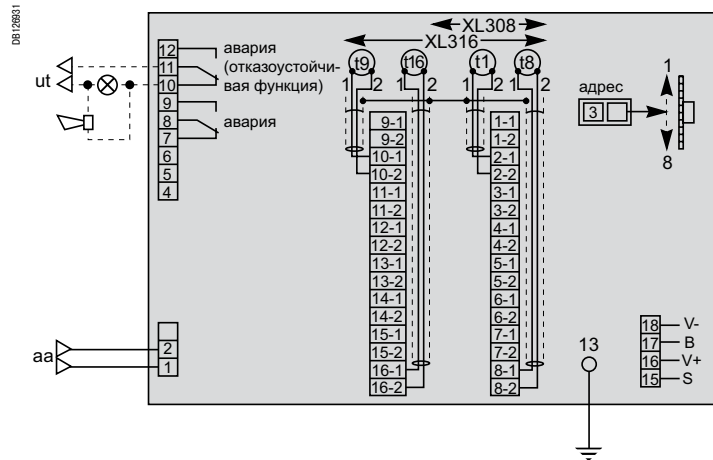 DB126931
XL308
XL316
12
11
10
9
8
7
6
5
4
авария
(отказоустойчи-
вая функция)
авария
ut
t9
t16
t1
t8
1 2 1 2 1 2 1 2
9-1
9-2
10-1
10-2
11-1
11-2
12-1
12-2
13-1
13-2
14-1
14-2
15-1
15-2
16-1
16-2
1-1
1-2
2-1
2-2
3-1
3-2
4-1
4-2
5-1
5-2
6-1
6-2
7-1
7-2
8-1
8-2
адрес
3
1
8
aa
2
1
13
18 V-
17 B
16 V+
15 S